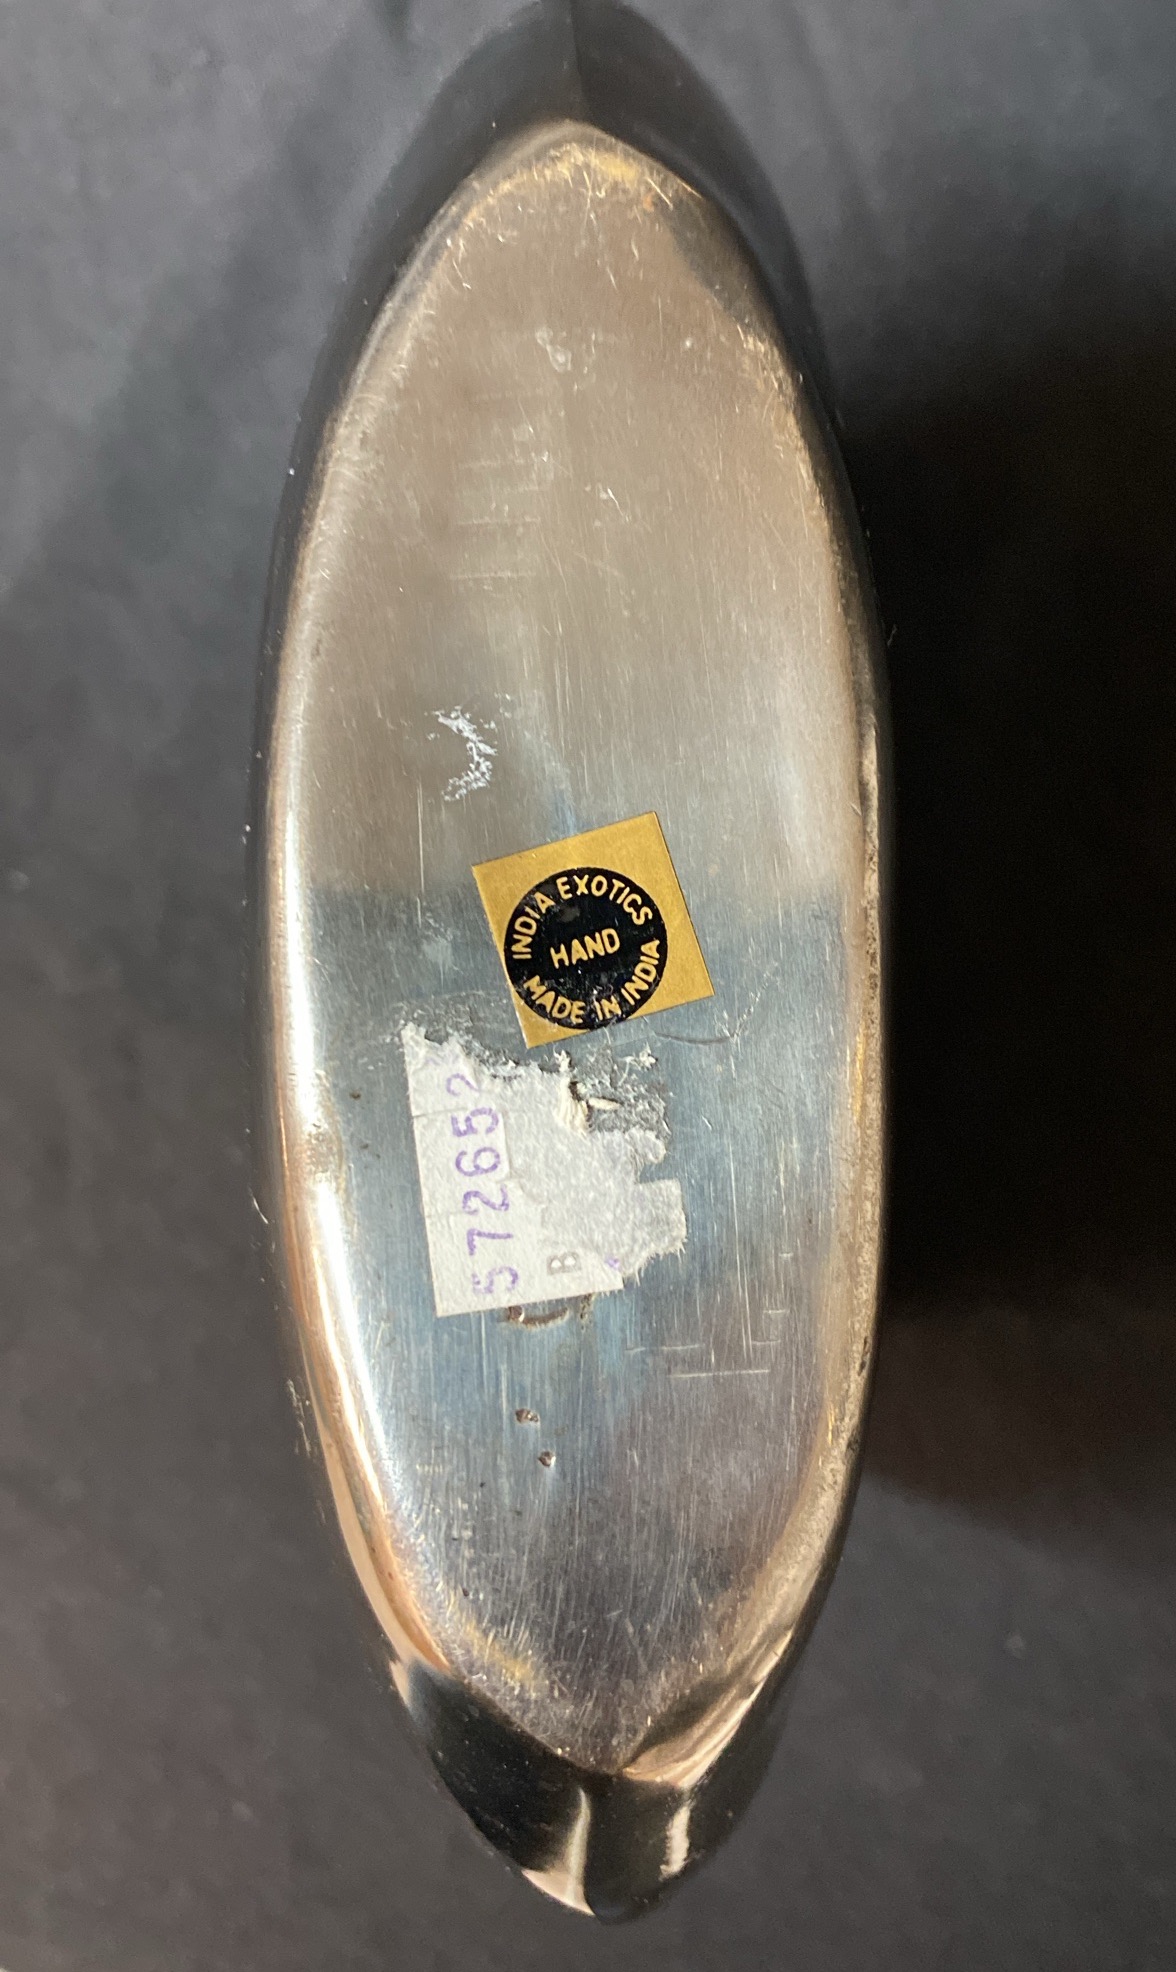 INDIA EXOTICS
HAND
MADE IN INDIA
572652
B